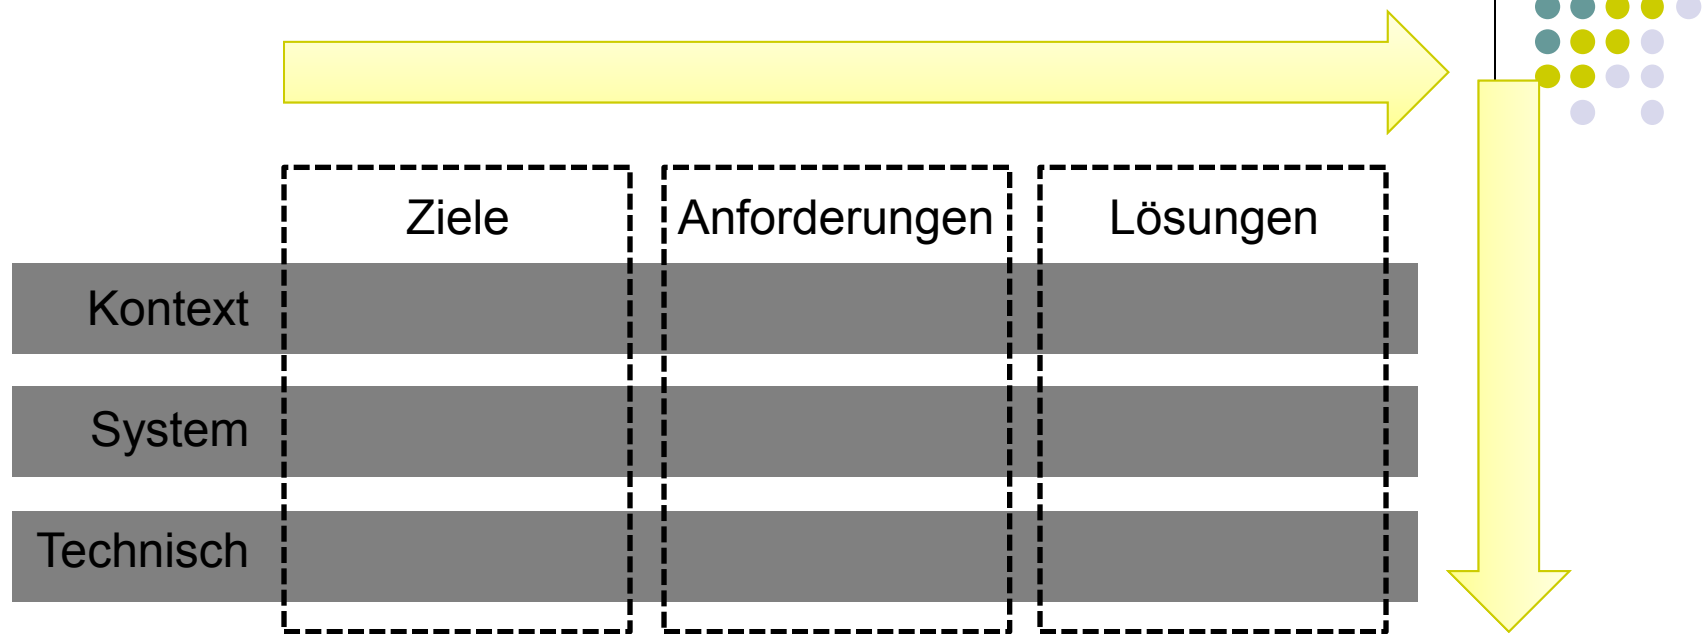 Ziele Anforderungen Lösungen
Kontext
System
Technisch